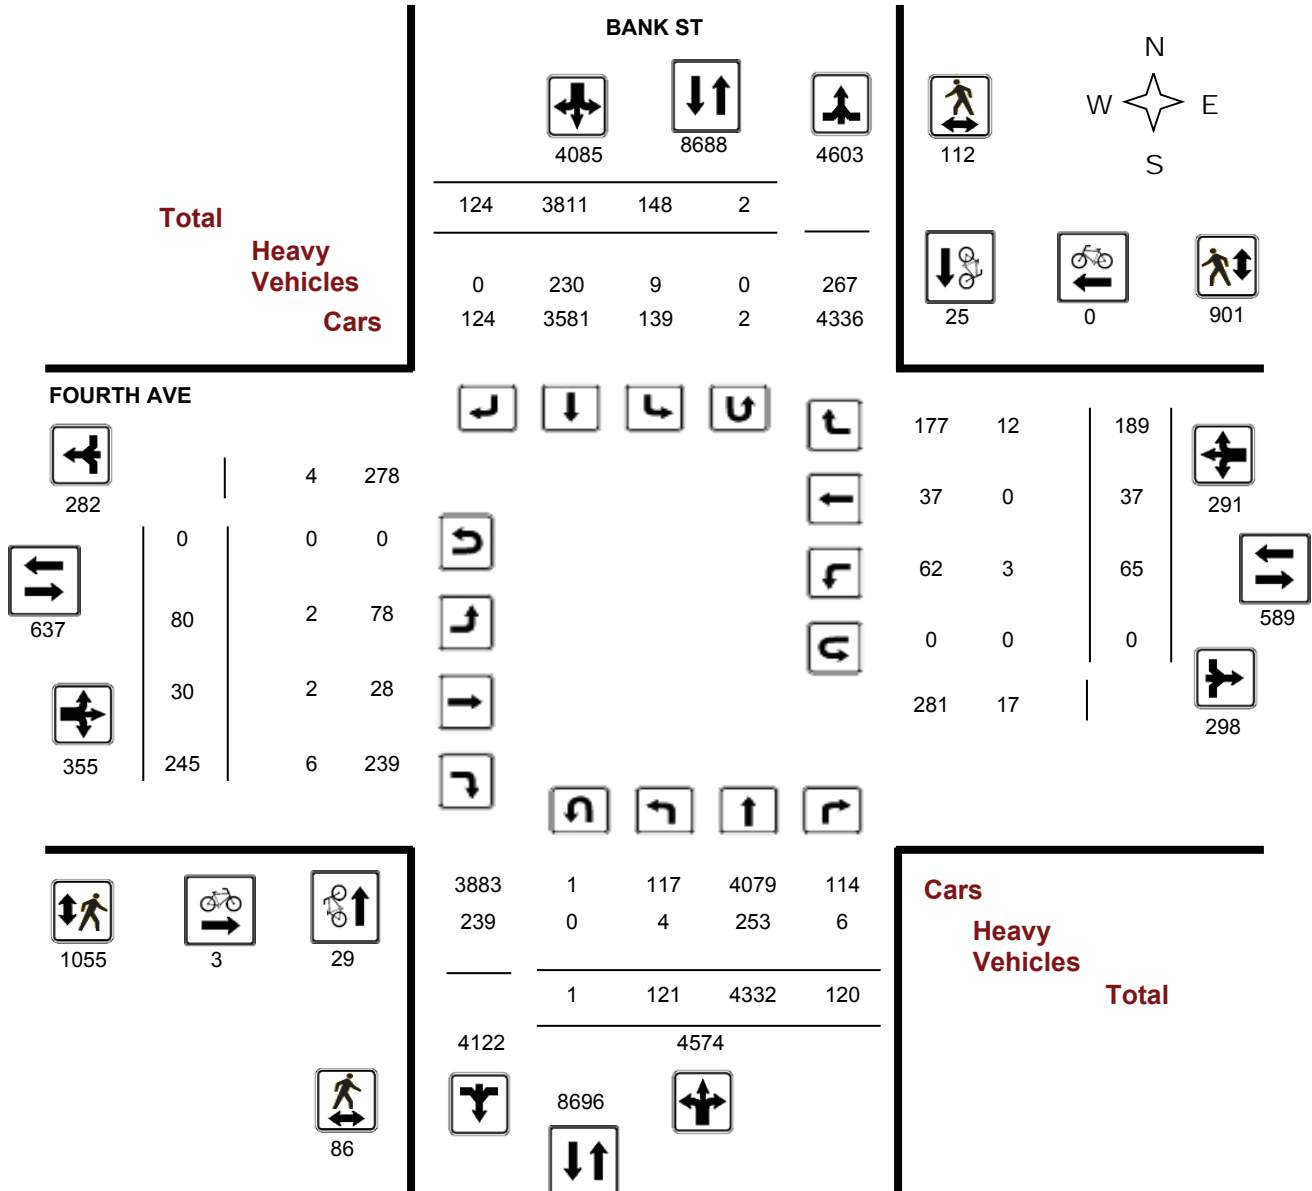 BANK ST
N
W E
S
4085 8688 4603 112
124 3811 148 2
Total
Heavy
Vehicles
0 230 9 0 267
Cars
124 3581 139 2 4336
25 0 901
FOURTH AVE
177 12 189
4 278
282
37 0 37
291
0 0 0
62 3 65
589
80 2 78
637
0 0 0
30 2 28
281 17
298
355 245 6 239
3883 1 117 4079 114
Cars
239 0 4 253 6
Heavy
Vehicles
1055 3 29
1 121 4332 120
Total
4122 4574
8696
86